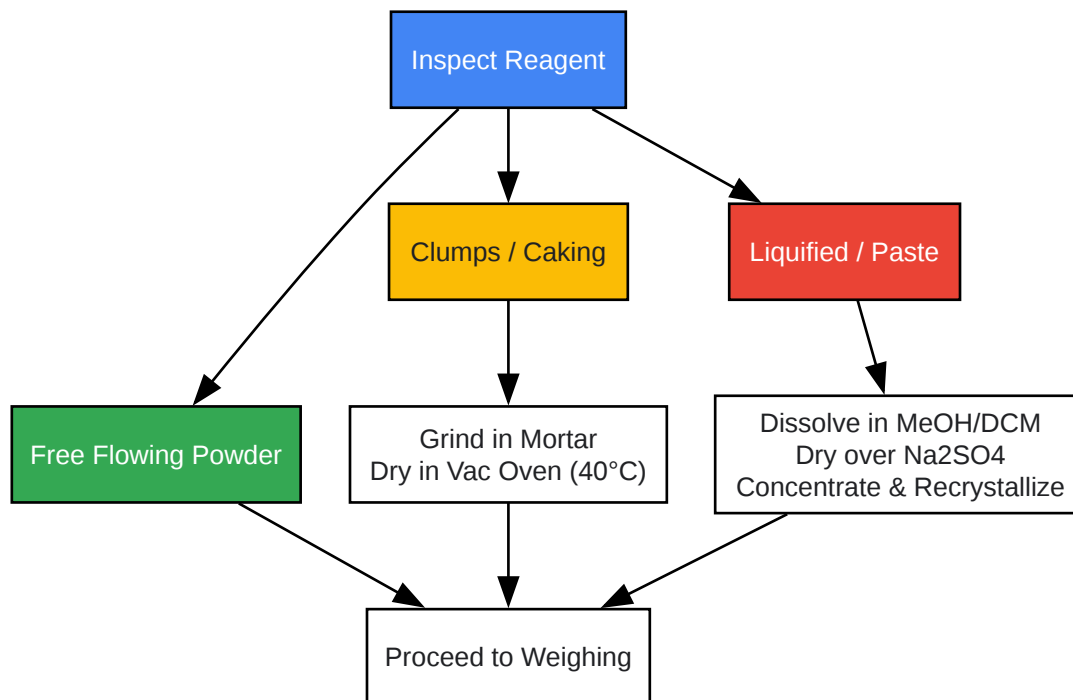 Inspect Reagent
Clumps / Caking
Liquified / Paste
Free Flowing Powder
Grind in Mortar
Dry in Vac Oven (40°C)
Dissolve in MeOH/DCM
Dry over Na2SO4
Concentrate & Recrystallize
Proceed to Weighing